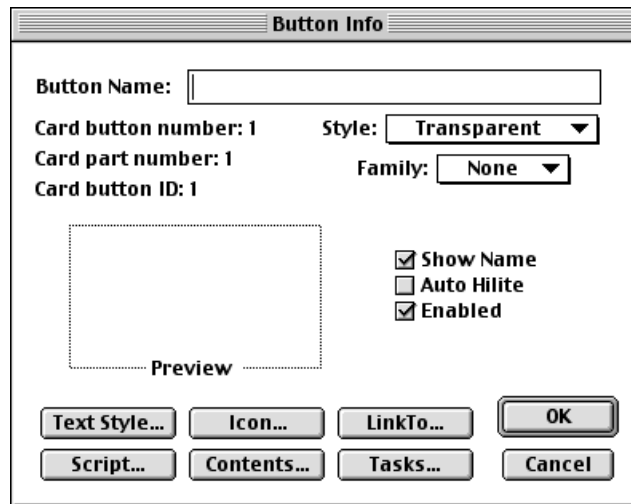 Button Info
Button Name:
Card button number: 1 Style: Transparent
Card part number: 1 Family: None
Card button ID: 1
Show Name
Auto Hilite
Enabled
Preview
Text Style... Icon... LinkTo... OK
Script... Contents... Tasks... Cancel